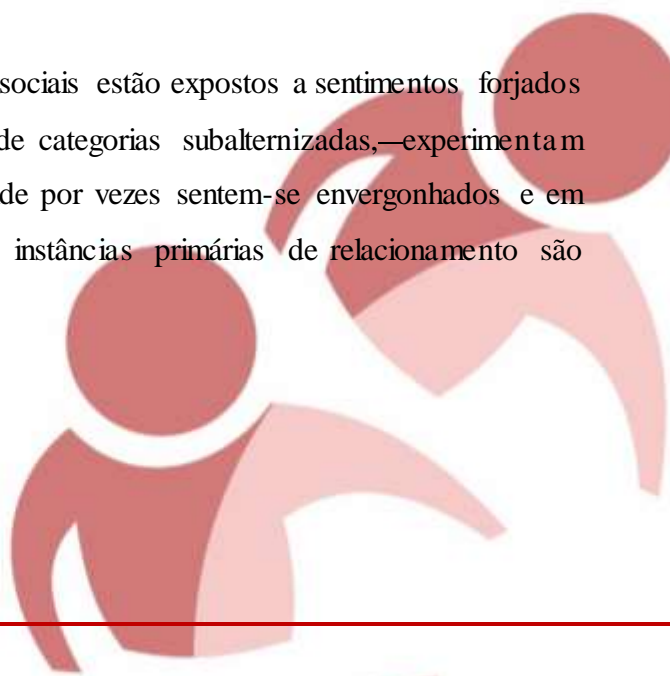 sociais estão expostos a sentimentos forjados
de categorias subalternizadas,—experimentam
de por vezes sentem-se envergonhados e em
instâncias primárias de relacionamento são